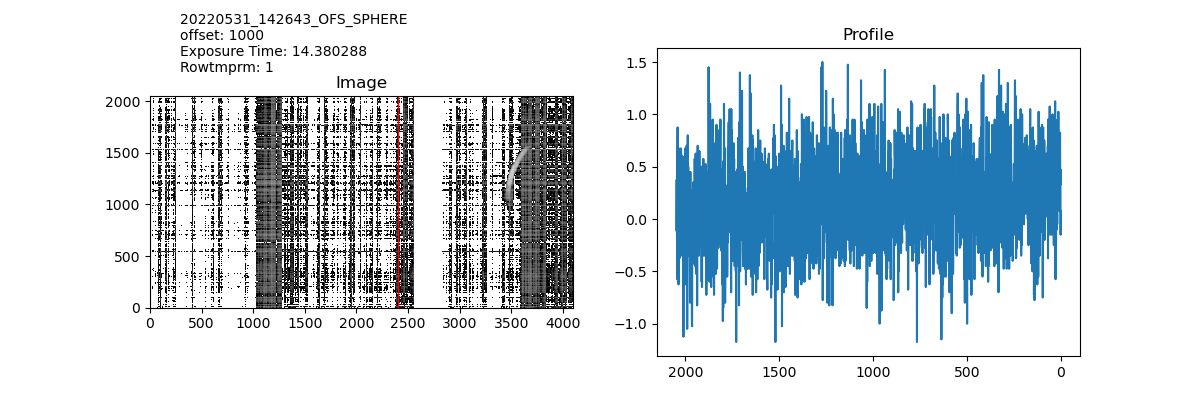 20220531_142643_OFS_SPHERE
offset: 1000
Exposure Time: 14.380288
Rowtmprm: 1
Image
2000
1500
1000
500
0
0 500 1000 1500 2000 2500 3000 3500 4000
Profile
1.5
1.0
0.5
0.0
−0.5
−1.0
2000 1500 1000 500 0